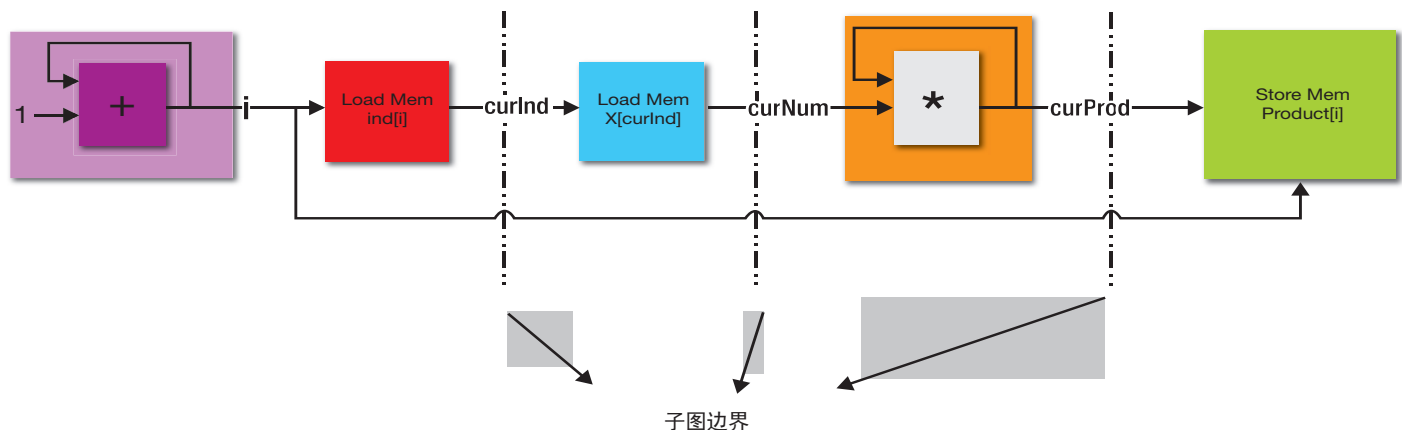 1
+
i
Load Mem
ind[i]
curInd
Load Mem
X[curInd]
curNum
*
curProd
Store Mem
Product[i]
子图边界